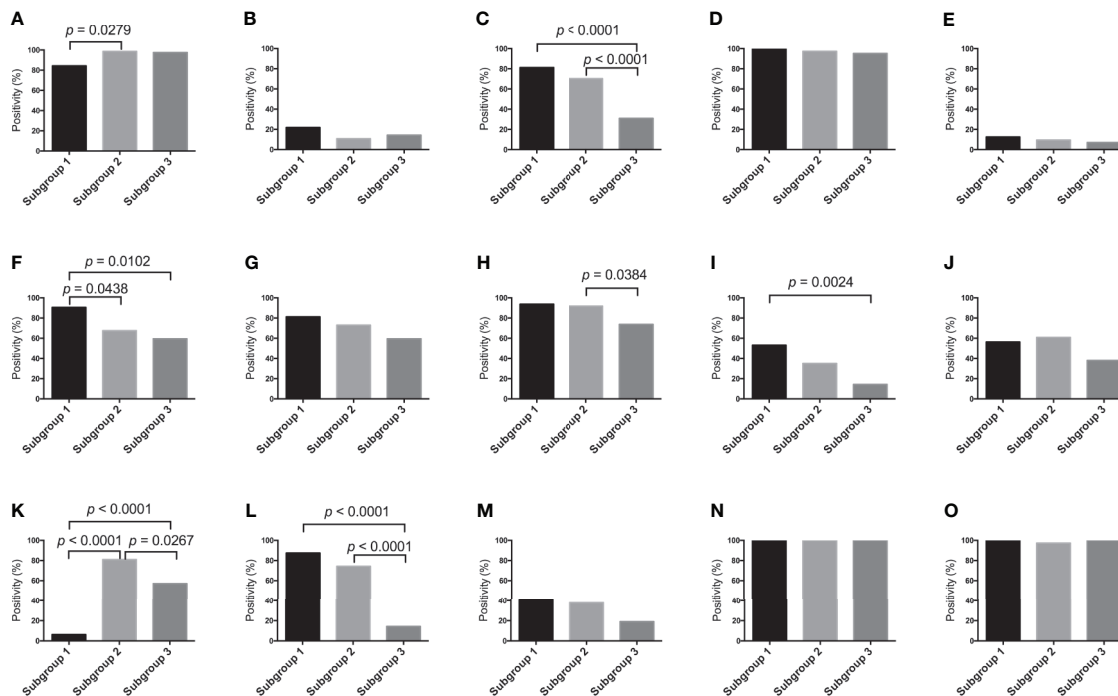 A
p = 0.0279
Positivity (%)
100
80
60
40
20
0
Subgroup 1
Subgroup 2
Subgroup 3
B
Positivity (%)
100
80
60
40
20
0
Subgroup 1
Subgroup 2
Subgroup 3
C
p < 0.0001
p < 0.0001
Positivity (%)
100
80
60
40
20
0
Subgroup 1
Subgroup 2
Subgroup 3
D
Positivity (%)
100
80
60
40
20
0
Subgroup 1
Subgroup 2
Subgroup 3
E
Positivity (%)
100
80
60
40
20
0
Subgroup 1
Subgroup 2
Subgroup 3
F
p = 0.0102
p = 0.0438
Positivity (%)
100
80
60
40
20
0
Subgroup 1
Subgroup 2
Subgroup 3
G
Positivity (%)
100
80
60
40
20
0
Subgroup 1
Subgroup 2
Subgroup 3
H
p = 0.0384
Positivity (%)
100
80
60
40
20
0
Subgroup 1
Subgroup 2
Subgroup 3
I
p = 0.0024
Positivity (%)
100
80
60
40
20
0
Subgroup 1
Subgroup 2
Subgroup 3
J
Positivity (%)
100
80
60
40
20
0
Subgroup 1
Subgroup 2
Subgroup 3
K
p < 0.0001
p < 0.0001 p = 0.0267
Positivity (%)
100
80
60
40
20
0
Subgroup 1
Subgroup 2
Subgroup 3
L
p < 0.0001
p < 0.0001
Positivity (%)
100
80
60
40
20
0
Subgroup 1
Subgroup 2
Subgroup 3
M
Positivity (%)
100
80
60
40
20
0
Subgroup 1
Subgroup 2
Subgroup 3
N
Positivity (%)
100
80
60
40
20
0
Subgroup 1
Subgroup 2
Subgroup 3
O
Positivity (%)
100
80
60
40
20
0
Subgroup 1
Subgroup 2
Subgroup 3